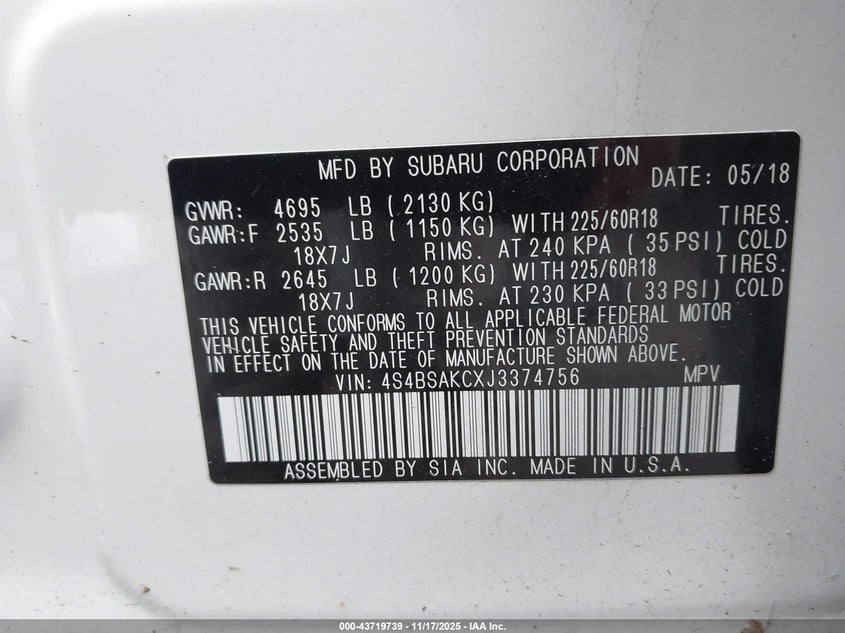 MFD BY SUBARU CORPORATION
DATE: 05/18
GVWR: 4695 LB ( 2130 KG)
GAWR:F 2535 LB ( 1150 KG) WITH 225/60R18 TIRES.
18X7J RIMS. AT 240 KPA ( 35 PSI) COLD
GAWR:R 2645 LB ( 1200 KG) WITH 225/60R18 TIRES.
18X7J RIMS. AT 230 KPA ( 33 PSI) COLD
THIS VEHICLE CONFORMS TO ALL APPLICABLE FEDERAL MOTOR
VEHICLE SAFETY AND THEFT PREVENTION STANDARDS
IN EFFECT ON THE DATE OF MANUFACTURE SHOWN ABOVE.
VIN: 4S4BSAKCXJ3374756 MPV
ASSEMBLED BY SIA INC. MADE IN U.S.A.
000-43719739 - 11/17/2025 - IAA Inc.